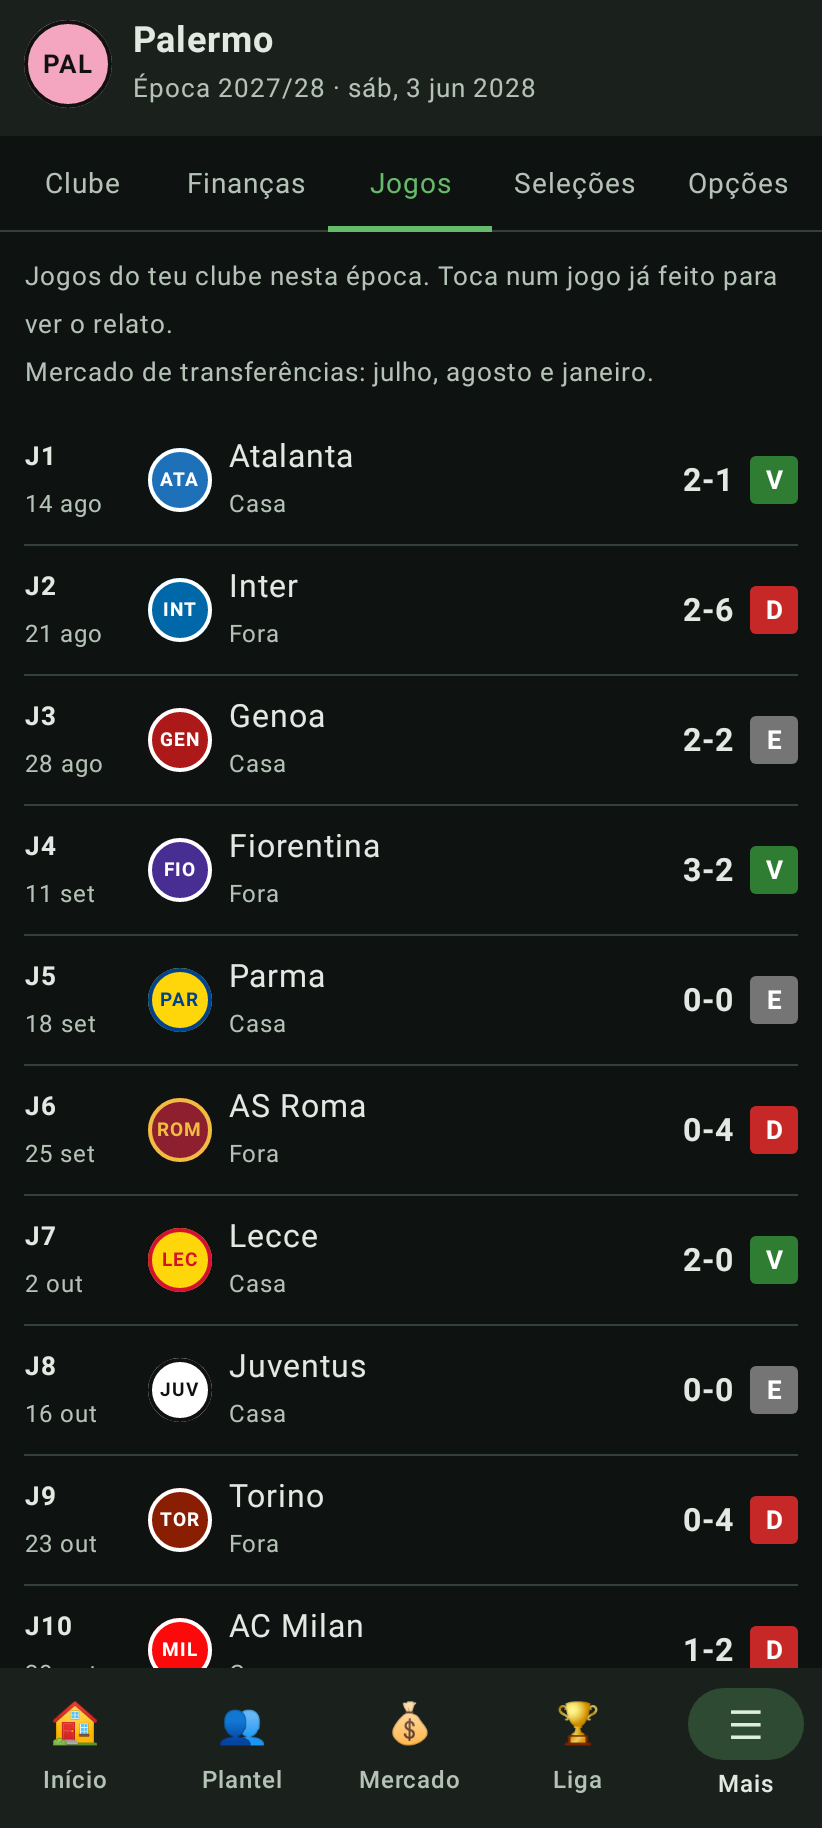 PAL
Palermo
Época 2027/28 · sáb, 3 jun 2028
Clube Finanças Jogos Seleções Opções
Jogos do teu clube nesta época. Toca num jogo já feito para
ver o relato.
Mercado de transferências: julho, agosto e janeiro.
J1 ATA Atalanta 2-1 V
14 ago Casa
J2 INT Inter 2-6 D
21 ago Fora
J3 GEN Genoa 2-2 E
28 ago Casa
J4 FIO Fiorentina 3-2 V
11 set Fora
J5 PAR Parma 0-0 E
18 set Casa
J6 ROM AS Roma 0-4 D
25 set Fora
J7 LEC Lecce 2-0 V
2 out Casa
J8 JUV Juventus 0-0 E
16 out Casa
J9 TOR Torino 0-4 D
23 out Fora
J10 MIL AC Milan 1-2 D
Início Plantel Mercado Liga Mais